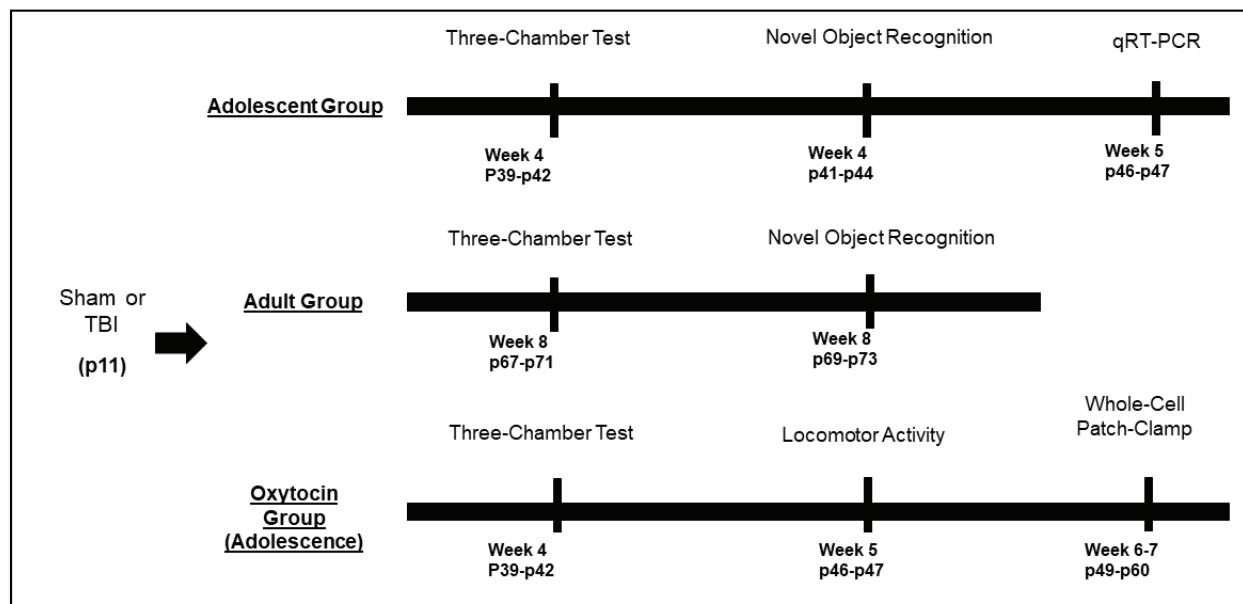 Three-Chamber Test
Novel Object Recognition
qRT-PCR
Adolescent Group
Week 4
P39-p42
Week 4
p41-p44
Week 5
p46-p47
Three-Chamber Test
Novel Object Recognition
Sham or
TBI
(p11)
Adult Group
Week 8
p67-p71
Week 8
p69-p73
Three-Chamber Test
Locomotor Activity
Whole-Cell
Patch-Clamp
Oxytocin
Group
(Adolescence)
Week 4
P39-p42
Week 5
p46-p47
Week 6-7
p49-p60